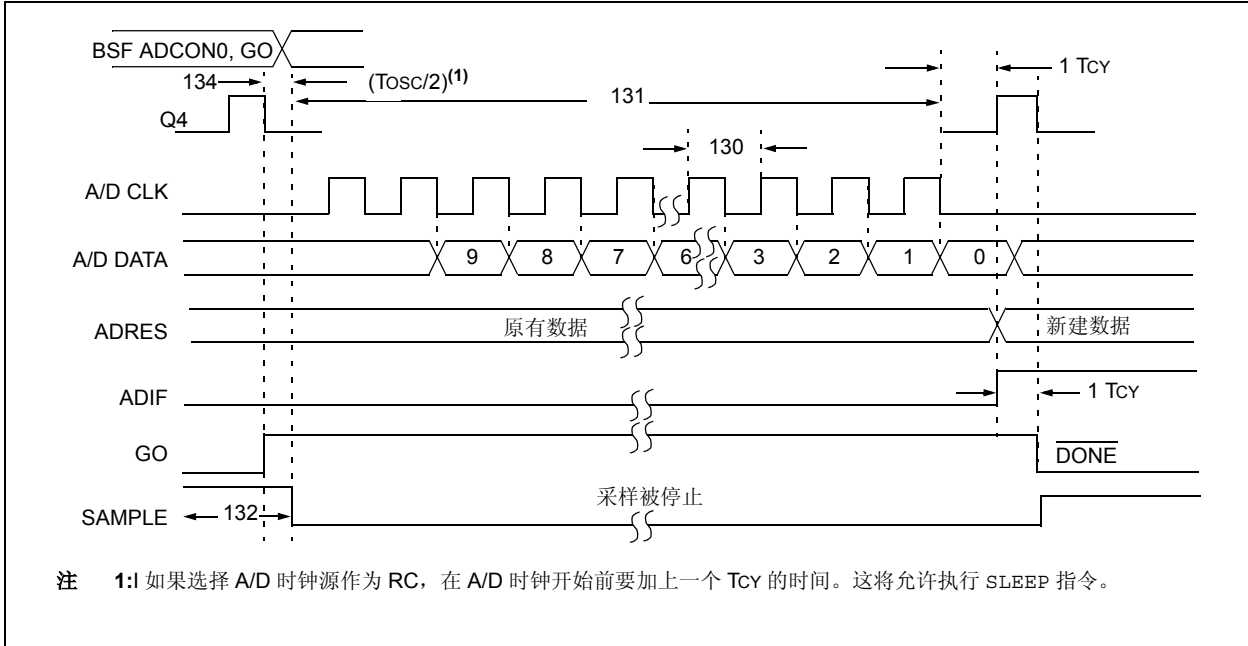 BSF ADCON0, GO
134
(TOSC/2)(1)
131
1 TCY
Q4
130
A/D CLK
A/D DATA
9 8 7 6 3 2 1 0
ADRES
原有数据
新建数据
ADIF
1 TCY
GO
DONE
SAMPLE
132
采样被停止
注 1:l 如果选择 A/D 时钟源作为 RC，在 A/D 时钟开始前要加上一个 TCY 的时间。这将允许执行 SLEEP 指令。